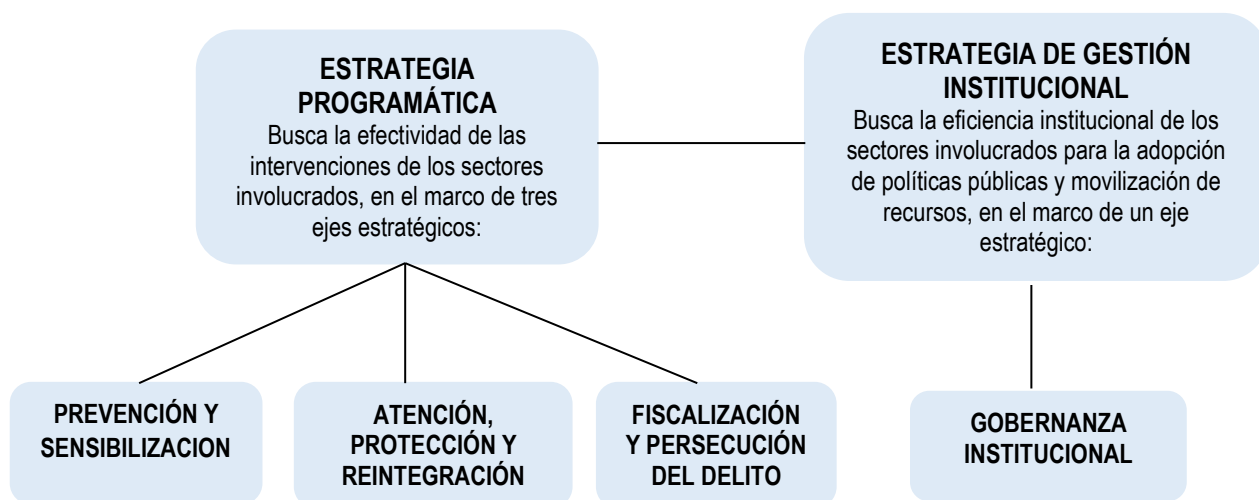 ESTRATEGIA
PROGRAMÁTICA
Busca la efectividad de las
intervenciones de los sectores
involucrados, en el marco de tres
ejes estratégicos:
ESTRATEGIA DE GESTIÓN
INSTITUCIONAL
Busca la eficiencia institucional de los
sectores involucrados para la adopción
de políticas públicas y movilización de
recursos, en el marco de un eje
estratégico:
PREVENCIÓN Y
SENSIBILIZACION
ATENCIÓN,
PROTECCIÓN Y
REINTEGRACIÓN
FISCALIZACIÓN
Y PERSECUCIÓN
DEL DELITO
GOBERNANZA
INSTITUCIONAL